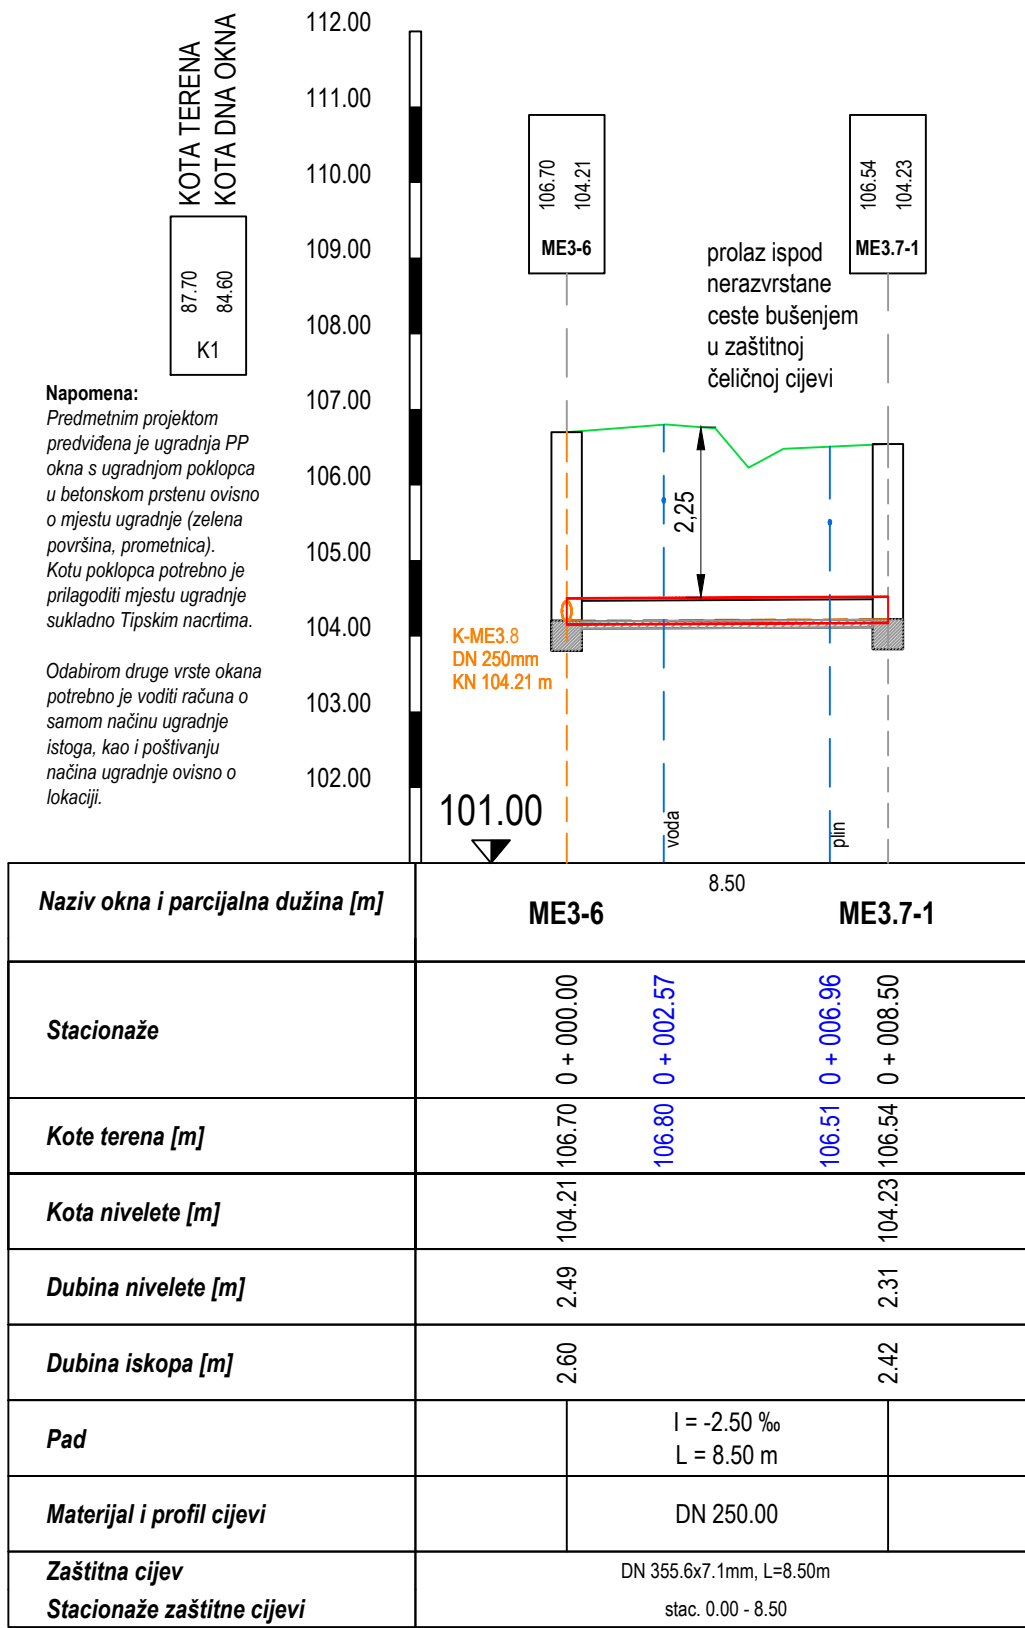 KOTA TERENA
KOTA DNA OKNA
87.70
84.60
K1
Napomena:
Predmetnim projektom
predviđena je ugradnja PP
okna s ugradnjom poklopca
u betonskom prstenu ovisno
o mjestu ugradnje (zelena
površina, prometnica).
Kotu poklopca potrebno je
prilagoditi mjestu ugradnje
sukladno Tipskim nacrtima.
Odabirom druge vrste okana
potrebno je voditi računa o
samom načinu ugradnje
istoga, kao i poštivanju
načina ugradnje ovisno o
lokaciji.
112.00
111.00
110.00
109.00
108.00
107.00
106.00
105.00
104.00
103.00
102.00
101.00
106.70
104.21
ME3-6
106.54
104.23
ME3.7-1
prolaz ispod
nerazvrstane
ceste bušenjem
u zaštitnoj
čeličnoj cijevi
2,25
K-ME3.8
DN 250mm
KN 104.21 m
voda
plin
Naziv okna i parcijalna dužina [m]
8.50
ME3-6 ME3.7-1
Stacionaže
0 + 000.00
0 + 002.57
0 + 006.96
0 + 008.50
Kote terena [m]
106.70
106.80
106.51
106.54
Kota nivelete [m]
104.21
104.23
Dubina nivelete [m]
2.49
2.31
Dubina iskopa [m]
2.60
2.42
Pad
I = -2.50 ‰
L = 8.50 m
Materijal i profil cijevi
DN 250.00
Zaštitna cijev
DN 355.6x7.1mm, L=8.50m
Stacionaže zaštitne cijevi
stac. 0.00 - 8.50